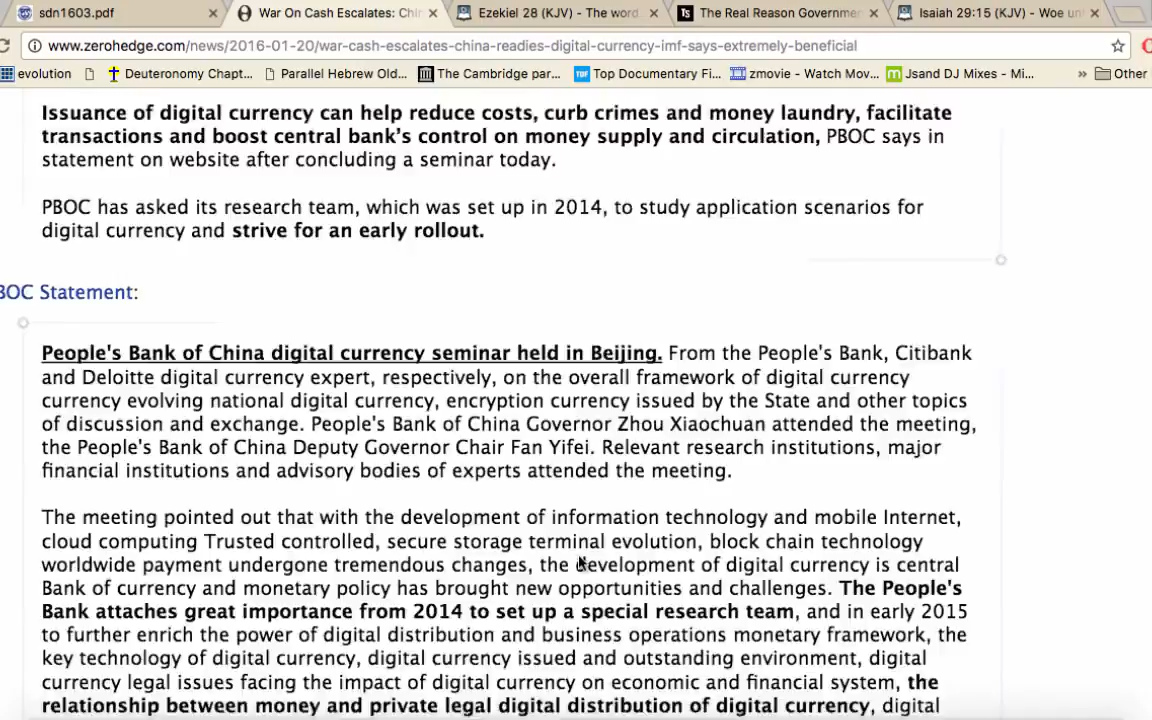 sdn1603.pdf
War On Cash Escalates: Chin
Ezekiel 28 (KJV) - The word
The Real Reason Governme
Isaiah 29:15 (KJV) - Woe un
www.zerohedge.com/news/2016-01-20/war-cash-escalates-china-readies-digital-currency-imf-says-extremely-beneficial
evolution
Deuteronomy Chapt...
Parallel Hebrew Old...
The Cambridge par...
Top Documentary Fi...
zmovie - Watch Mov...
Jsand DJ Mixes - Mi...
» Other
Issuance of digital currency can help reduce costs, curb crimes and money laundry, facilitate
transactions and boost central bank's control on money supply and circulation, PBOC says in
statement on website after concluding a seminar today.
PBOC has asked its research team, which was set up in 2014, to study application scenarios for
digital currency and strive for an early rollout.
BOC Statement:
People's Bank of China digital currency seminar held in Beijing. From the People's Bank, Citibank
and Deloitte digital currency expert, respectively, on the overall framework of digital currency
currency evolving national digital currency, encryption currency issued by the State and other topics
of discussion and exchange. People's Bank of China Governor Zhou Xiaochuan attended the meeting,
the People's Bank of China Deputy Governor Chair Fan Yifei. Relevant research institutions, major
financial institutions and advisory bodies of experts attended the meeting.
The meeting pointed out that with the development of information technology and mobile Internet,
cloud computing Trusted controlled, secure storage terminal evolution, block chain technology
worldwide payment undergone tremendous changes, the development of digital currency is central
Bank of currency and monetary policy has brought new opportunities and challenges. The People's
Bank attaches great importance from 2014 to set up a special research team, and in early 2015
to further enrich the power of digital distribution and business operations monetary framework, the
key technology of digital currency, digital currency issued and outstanding environment, digital
currency legal issues facing the impact of digital currency on economic and financial system, the
relationship between money and private legal digital distribution of digital currency, digital